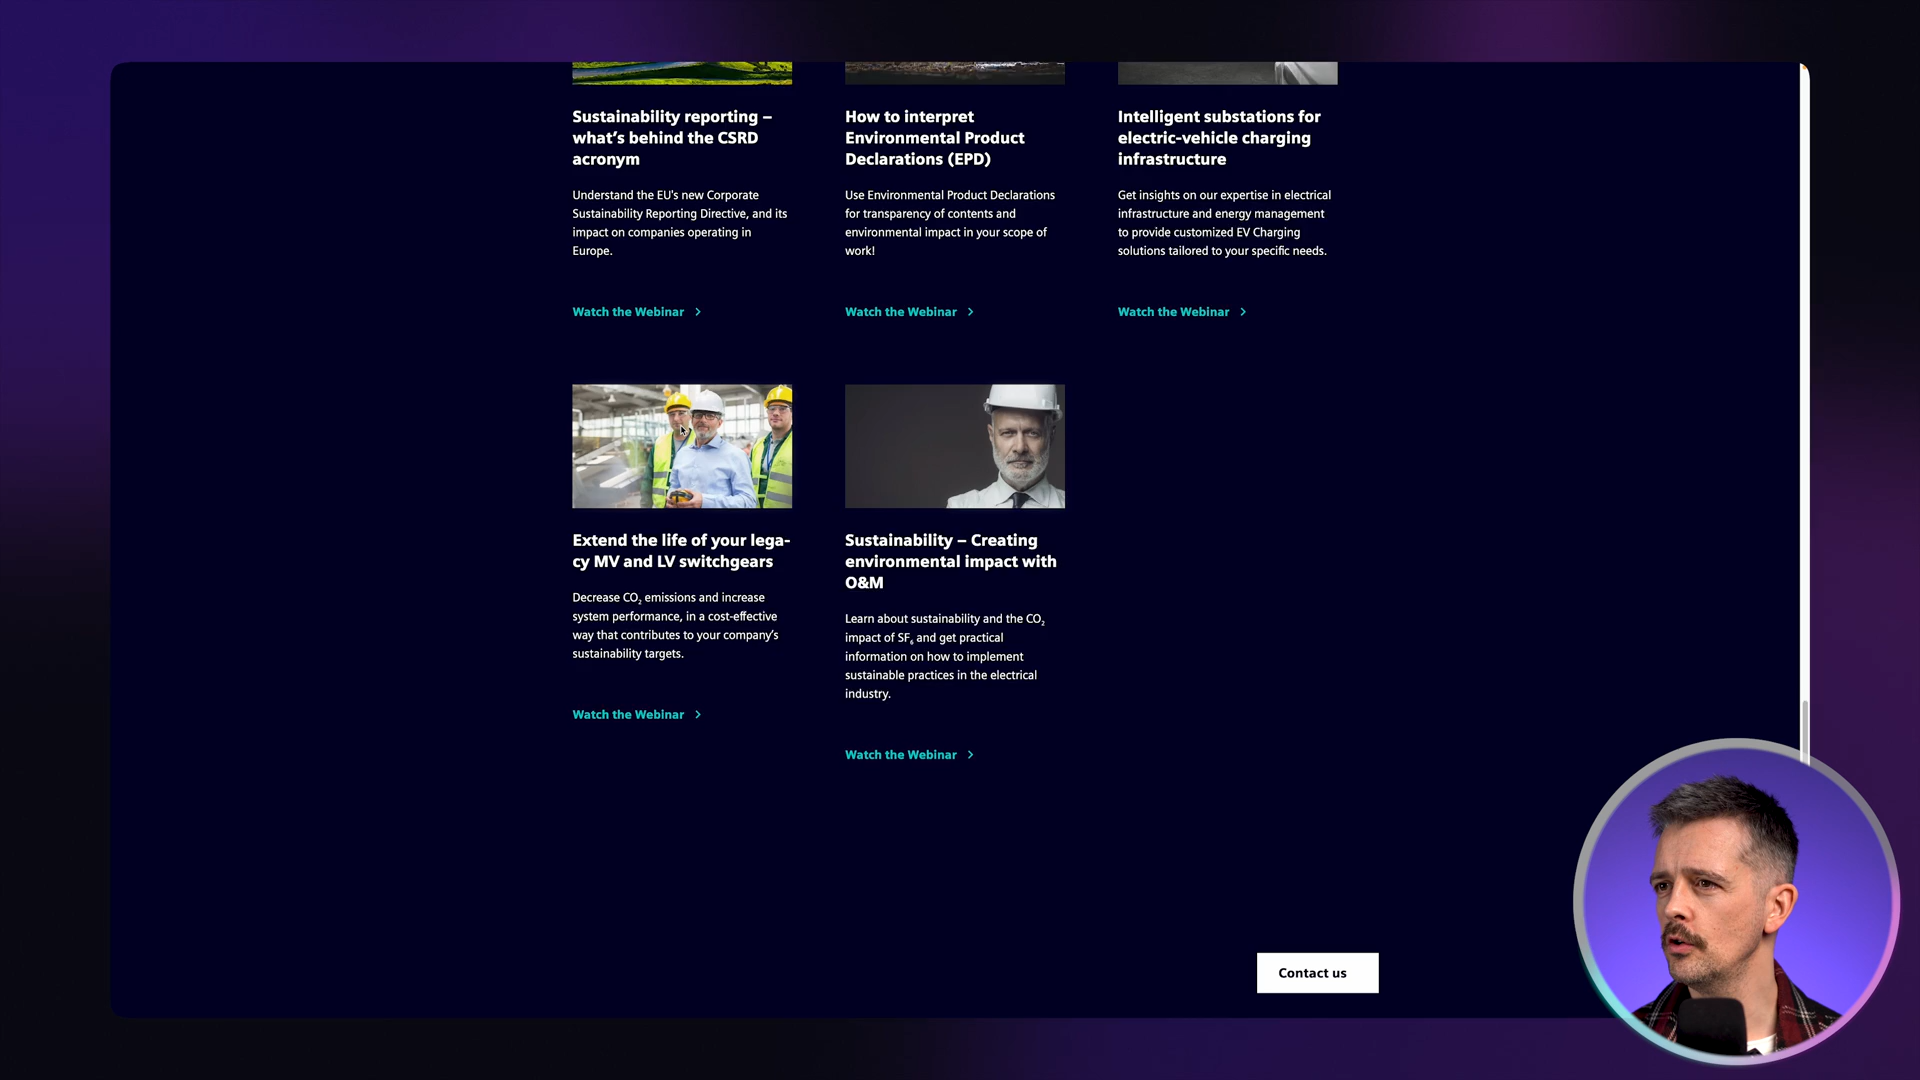 Sustainability reporting –
what’s behind the CSRD
acronym
Understand the EU's new Corporate
Sustainability Reporting Directive, and its
impact on companies operating in
Europe.
Watch the Webinar
How to interpret
Environmental Product
Declarations (EPD)
Use Environmental Product Declarations
for transparency of contents and
environmental impact in your scope of
work!
Watch the Webinar
Intelligent substations for
electric-vehicle charging
infrastructure
Get insights on our expertise in electrical
infrastructure and energy management
to provide customized EV Charging
solutions tailored to your specific needs.
Watch the Webinar
Extend the life of your lega-
cy MV and LV switchgears
Decrease CO₂ emissions and increase
system performance, in a cost-effective
way that contributes to your company’s
sustainability targets.
Watch the Webinar
Sustainability – Creating
environmental impact with
O&M
Learn about sustainability and the CO₂
impact of SF₆ and get practical
information on how to implement
sustainable practices in the electrical
industry.
Watch the Webinar
Contact us